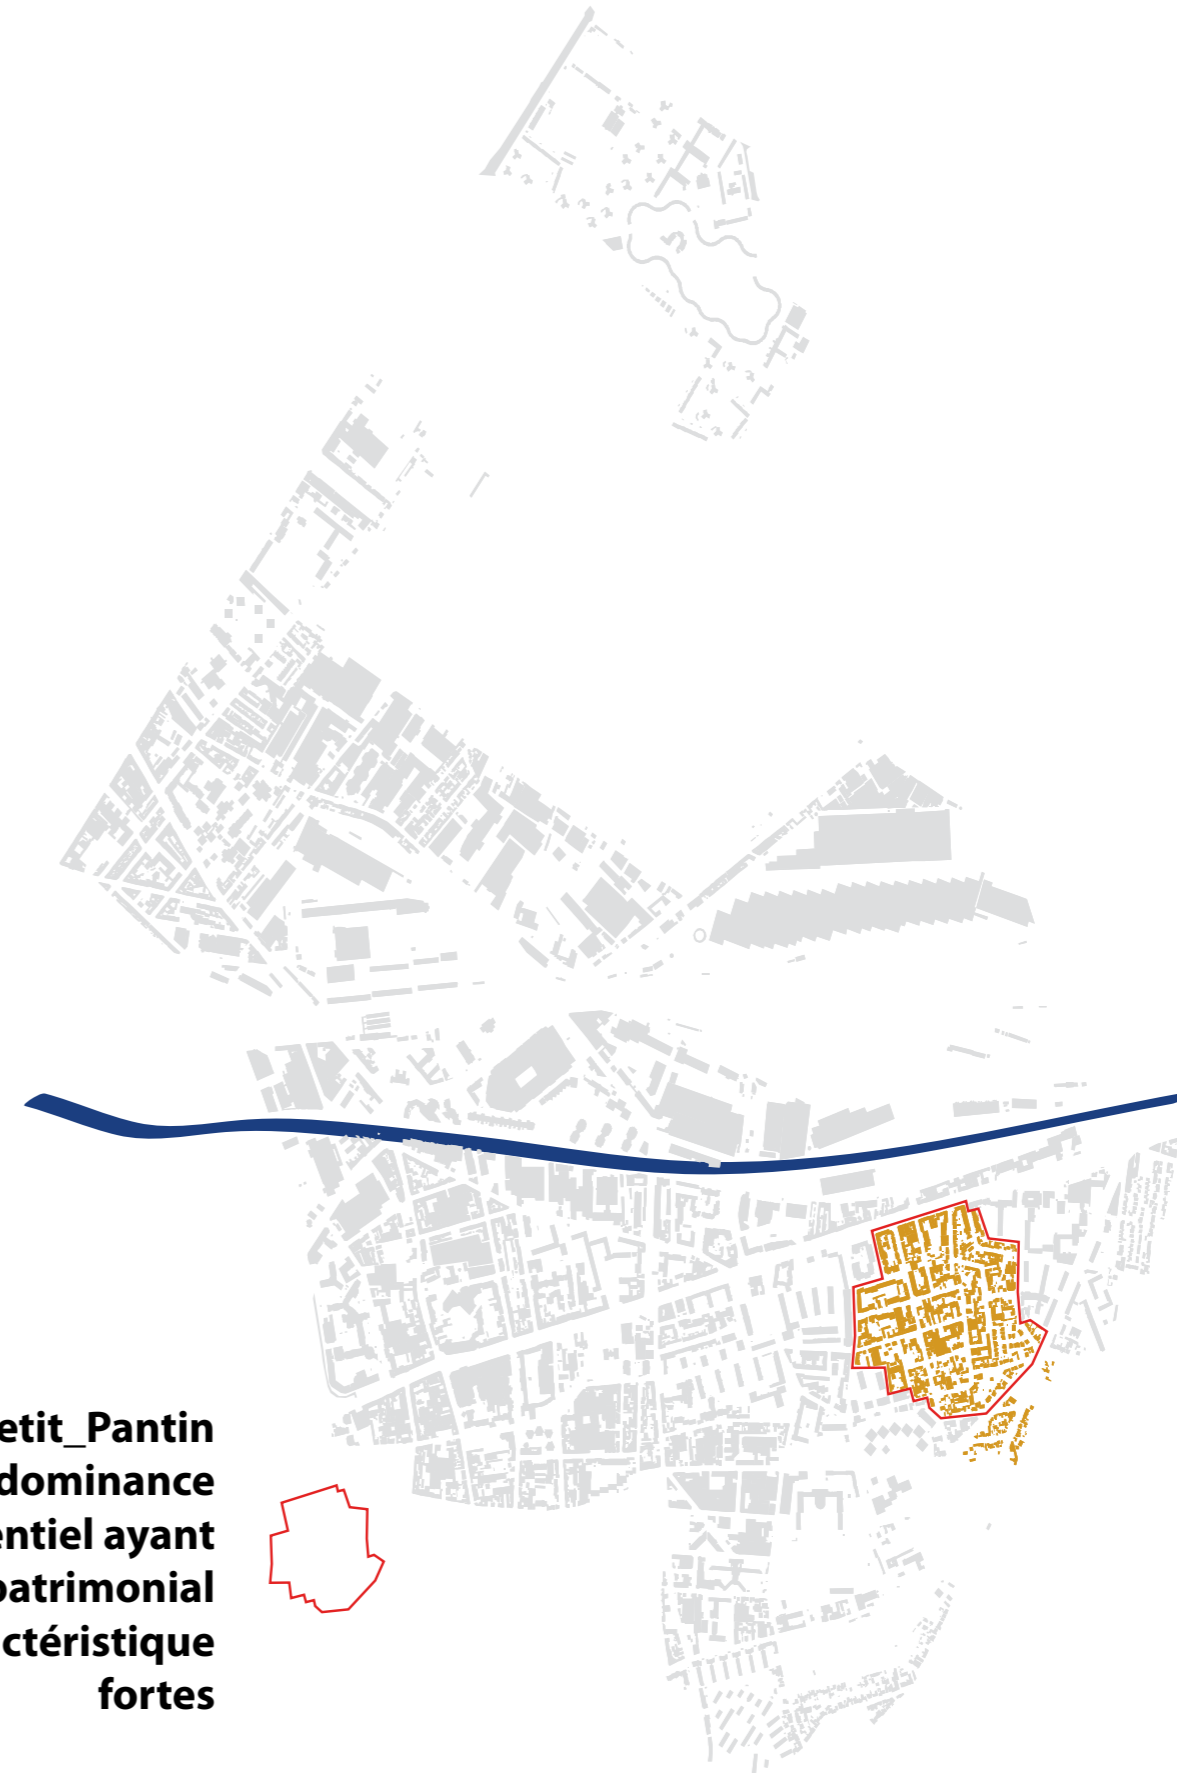 etit_Pantin
dominance
entiel ayant
patrimonial
ctéristique
fortes